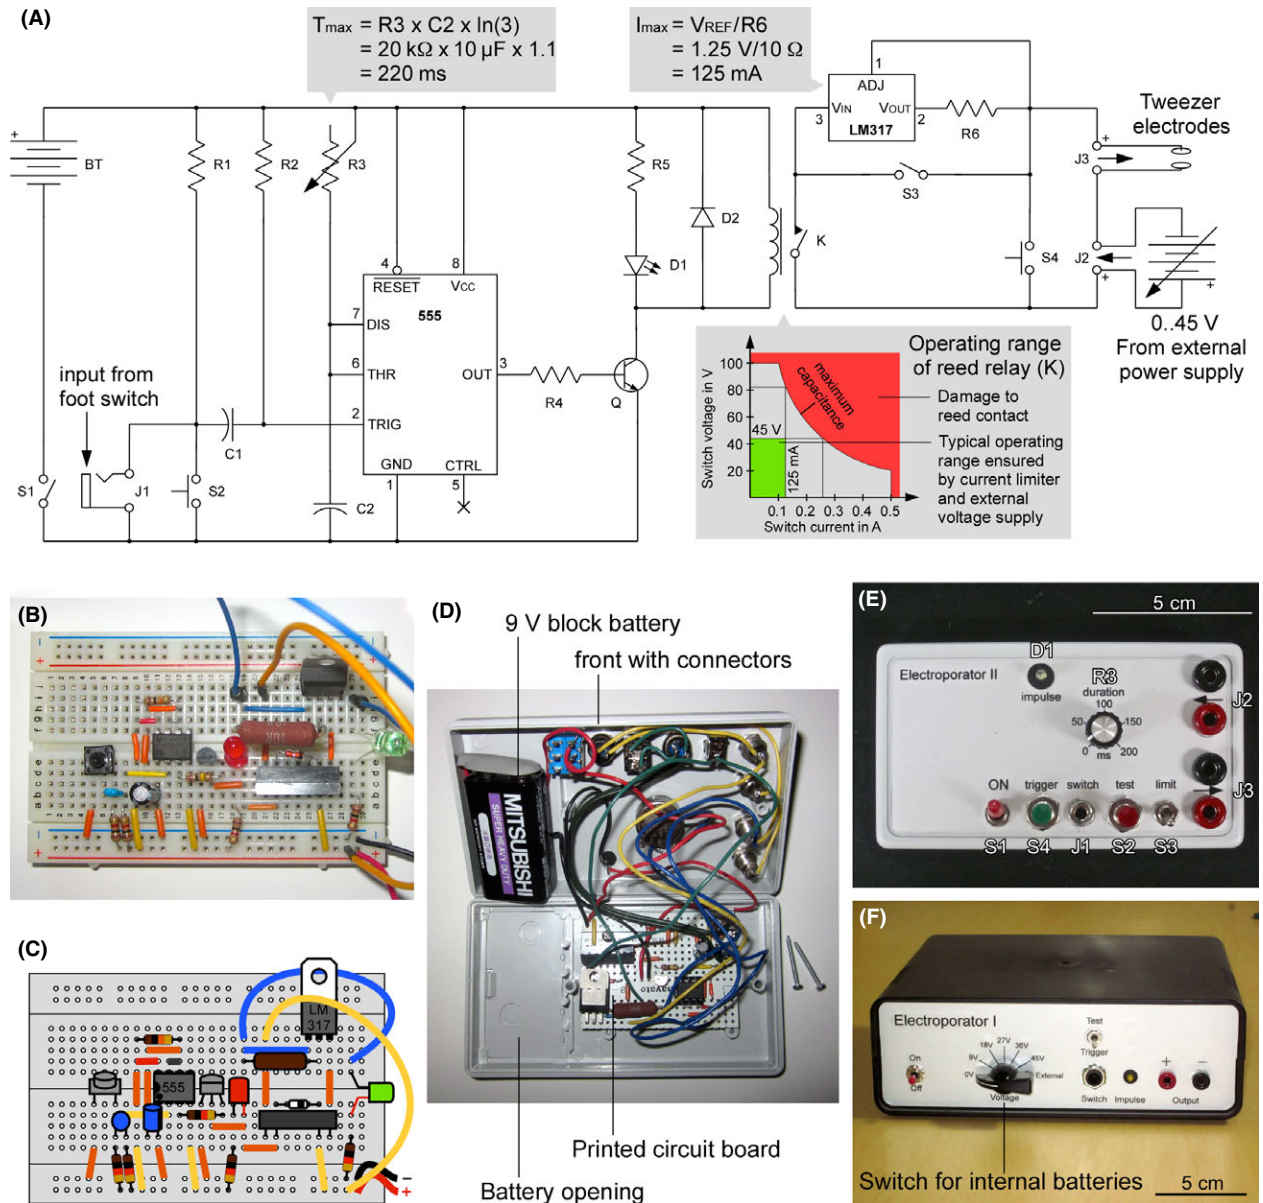 (A)
Tmax = R3 x C2 x ln(3)
= 20 kΩ x 10 µF x 1.1
= 220 ms
Imax = VREF/R6
= 1.25 V/10 Ω
= 125 mA
1
ADJ
VIN
VOUT
3
2
LM317
R6
Tweezer
electrodes
+
BT
R1
R2
R3
R5
S3
+
J3
D2
K
4
8
RESET
VCC
D1
S4
+
J2
+
555
7
DIS
0..45 V
From external
power supply
6
THR
3
OUT
R4
Q
input from
foot switch
2
TRIG
C1
GND
CTRL
1
5
S1
J1
S2
C2
Operating range
of reed relay (K)
Switch voltage in V
100
80
60
40
20
maximum
capacitance
45 V
125 mA
0.1 0.2 0.3 0.4 0.5
Switch current in A
Damage to
reed contact
Typical operating
range ensured
by current limiter
and external
voltage supply
(B)
(C)
LM
317
555
−
+
(D)
9 V block battery
front with connectors
MITSUBISHI
SUPER HEAVY DUTY
Printed circuit board
Battery opening
(E)
5 cm
Electroporator II
D1
impulse
R3
duration
100
50
150
0
200
ms
J2
J3
ON
trigger
switch
test
limit
S1
S4
J1
S2
S3
(F)
Electroporator I
On
Off
0V
9V
18V
27V
36V
45V
External
Voltage
Test
Trigger
Switch
Impulse
+
−
Output
Switch for internal batteries
5 cm